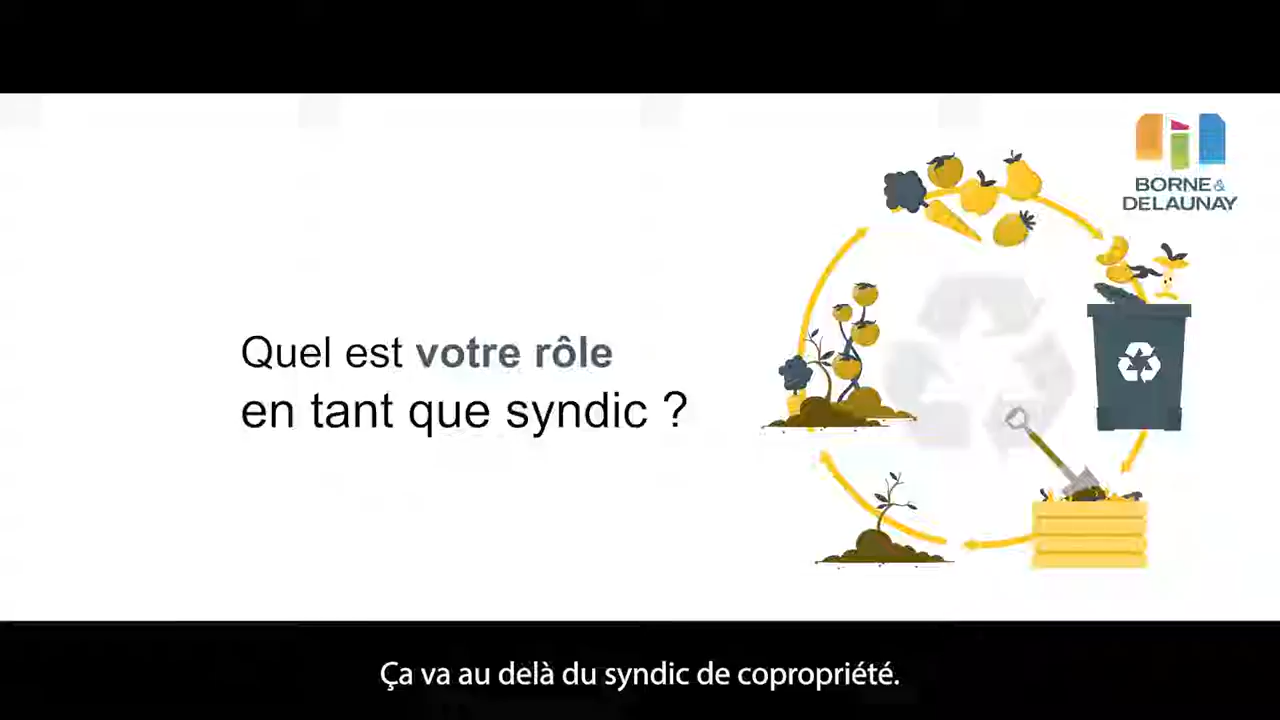 BORNE &
DELAUNAY
Quel est votre rôle
en tant que syndic ?
Ça va au delà du syndic de copropriété.